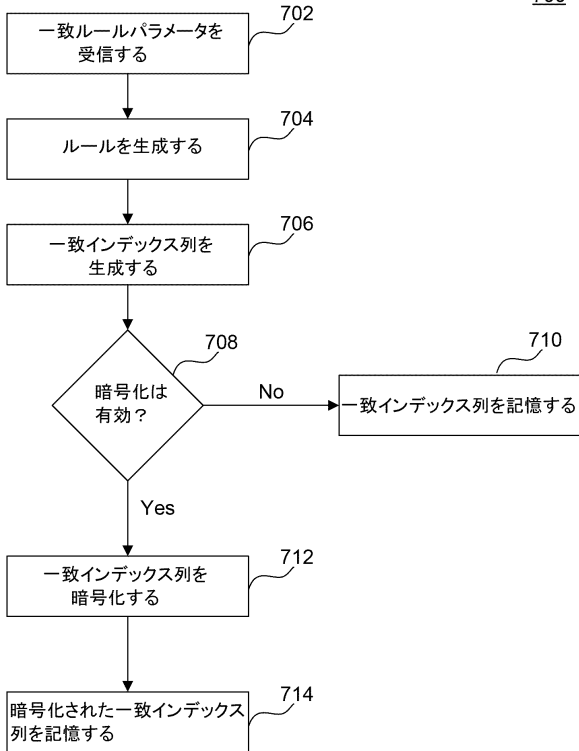 702
一致ルールパラメータを
受信する
704
ルールを生成する
706
一致インデックス列を
生成する
708
暗号化は
有効？
No
710
一致インデックス列を記憶する
Yes
712
一致インデックス列を
暗号化する
714
暗号化された一致インデックス
列を記憶する